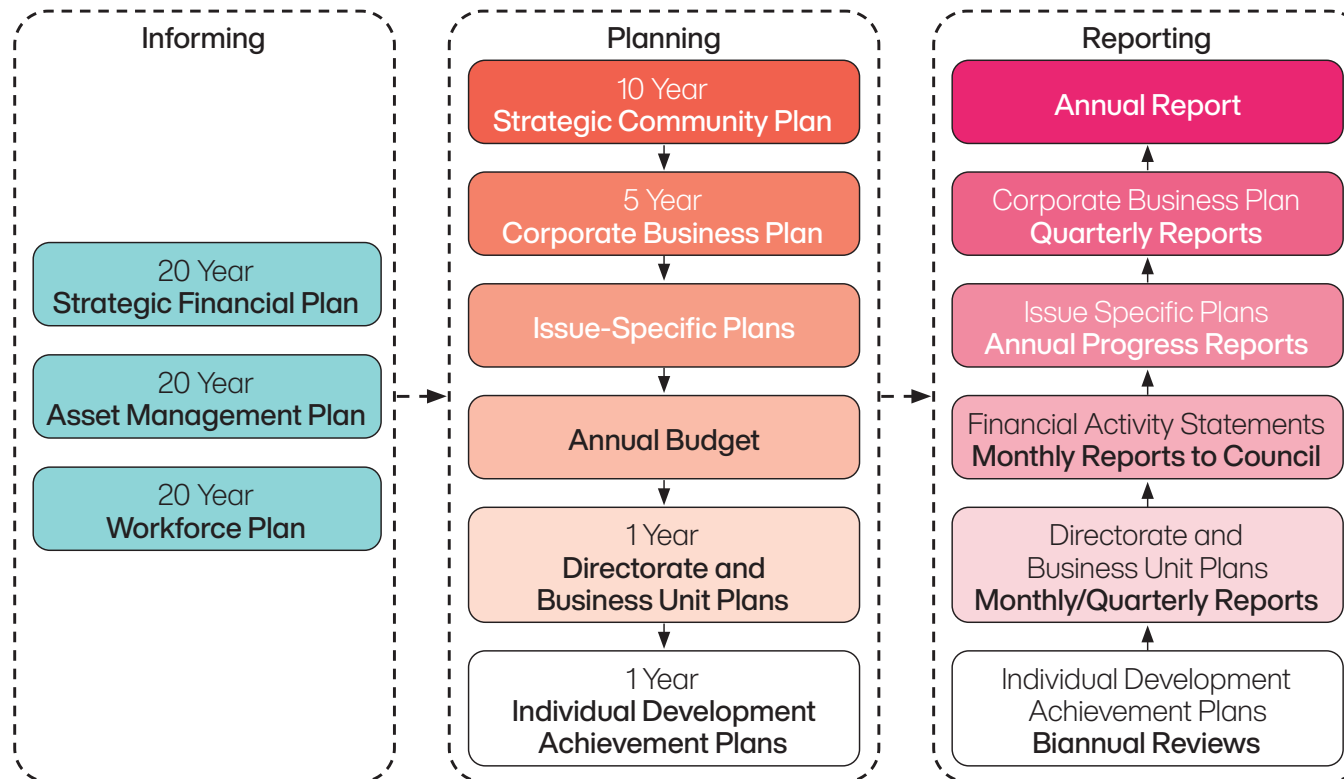 Informing
20 Year
Strategic Financial Plan
20 Year
Asset Management Plan
20 Year
Workforce Plan
Planning
10 Year
Strategic Community Plan
5 Year
Corporate Business Plan
Issue-Specific Plans
Annual Budget
1 Year
Directorate and
Business Unit Plans
1 Year
Individual Development
Achievement Plans
Reporting
Annual Report
Corporate Business Plan
Quarterly Reports
Issue Specific Plans
Annual Progress Reports
Financial Activity Statements
Monthly Reports to Council
Directorate and
Business Unit Plans
Monthly/Quarterly Reports
Individual Development
Achievement Plans
Biannual Reviews